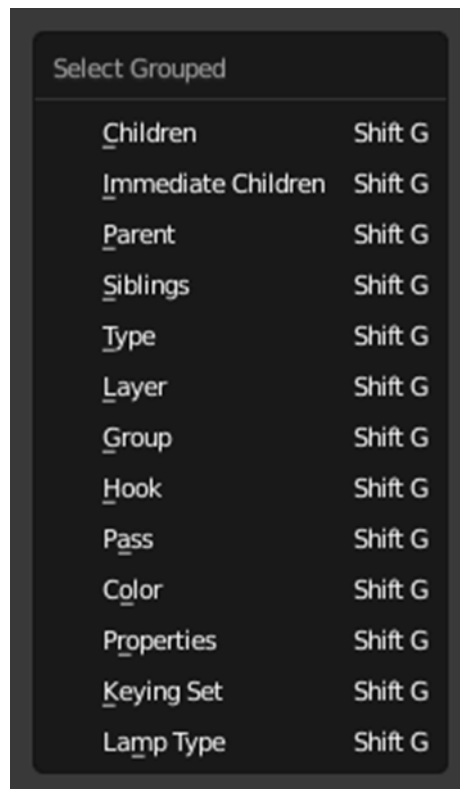 Select Grouped
Children Shift G
Immediate Children Shift G
Parent Shift G
Siblings Shift G
Type Shift G
Layer Shift G
Group Shift G
Hook Shift G
Pass Shift G
Color Shift G
Properties Shift G
Keying Set Shift G
Lamp Type Shift G